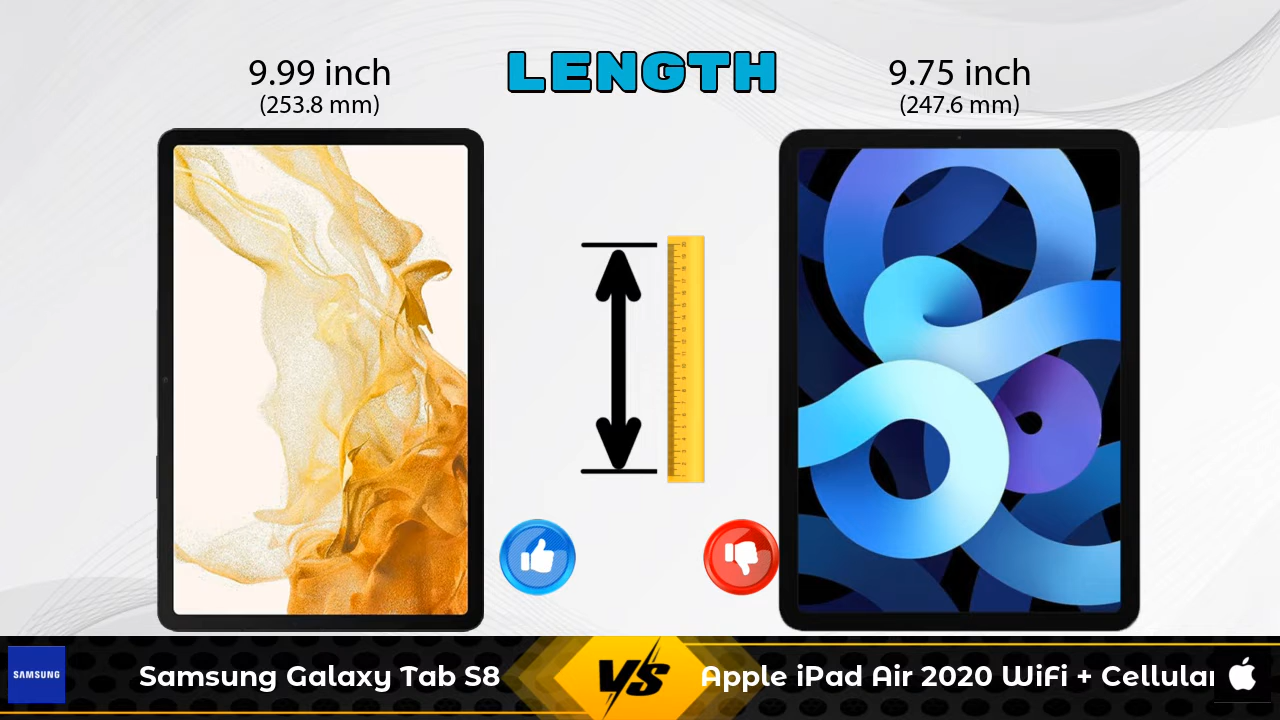 LENGTH
9.99 inch
(253.8 mm)
9.75 inch
(247.6 mm)
SAMSUNG
Samsung Galaxy Tab S8
VS
Apple iPad Air 2020 WiFi + Cellular